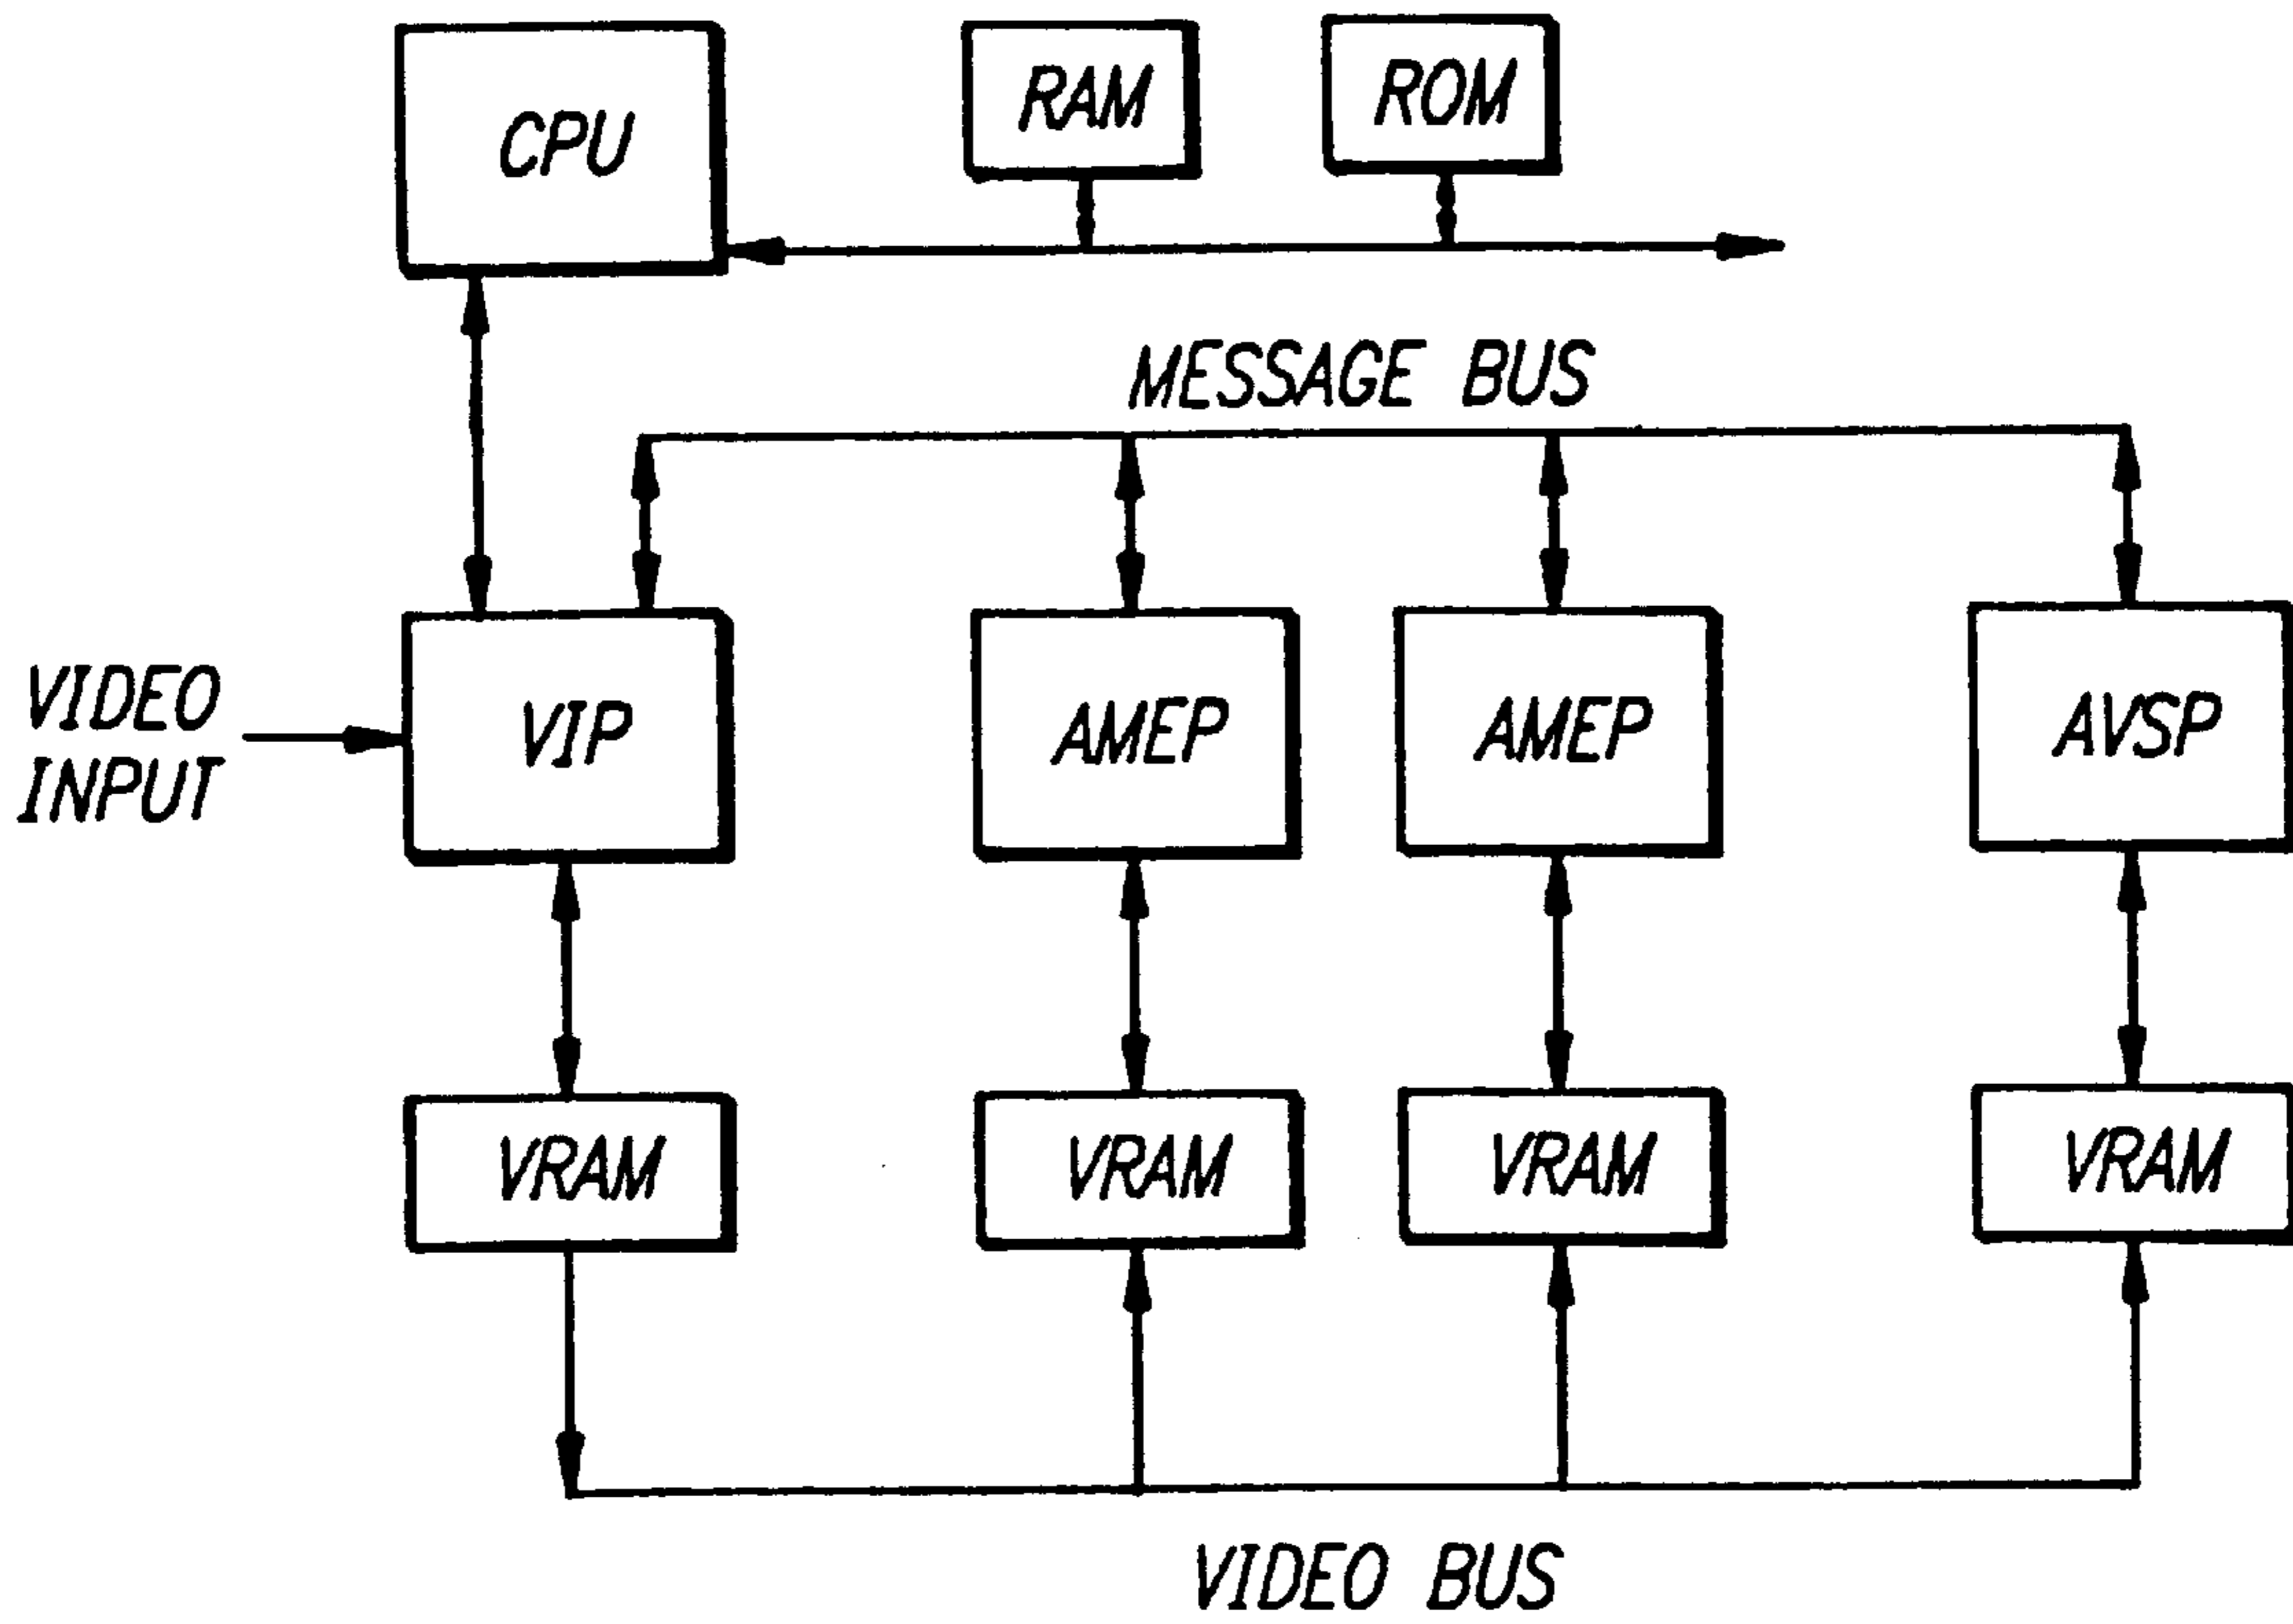 CPU
RAM
ROM
MESSAGE BUS
VIDEO
INPUT
VIP
AMEP
AMEP
AVSP
VRAM
VRAM
VRAM
VRAM
VIDEO BUS